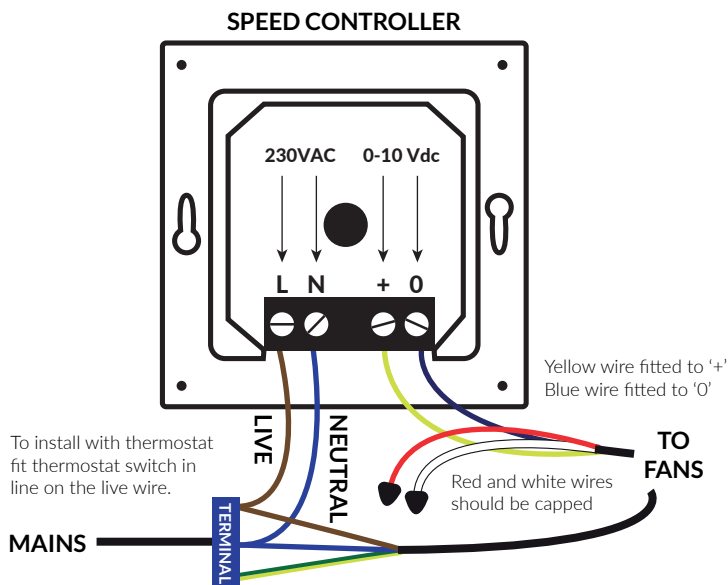 SPEED CONTROLLER
230VAC
0-10 Vdc
L
N
+
0
Yellow wire fitted to ‘+’
Blue wire fitted to ‘0’
LIVE
NEUTRAL
To install with thermostat
fit thermostat switch in
line on the live wire.
TO
FANS
Red and white wires
should be capped
MAINS
TERMINAL